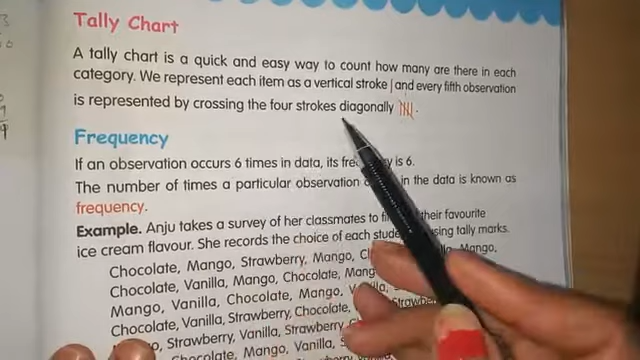 Tally Chart
A tally chart is a quick and easy way to count how many are there in each
category. We represent each item as a vertical stroke | and every fifth observation
is represented by crossing the four strokes diagonally
Frequency
If an observation occurs 6 times in data, its is 6.
The number of times a particular observation in the data is known as
frequency.
Example. Anju takes a survey of her classmates to their favourite
ice cream flavour. She records the choice of each using tally marks.
Chocolate, Mango, Strawberry, Mango, Mango,
Chocolate, Vanilla, Mango, Chocolate,
Mango, Vanilla, Chocolate, Mango,
Chocolate, Vanilla, Strawberry, Chocolate,
Strawberry, Vanilla, Strawberry
Chocolate, Mango, Vanilla,